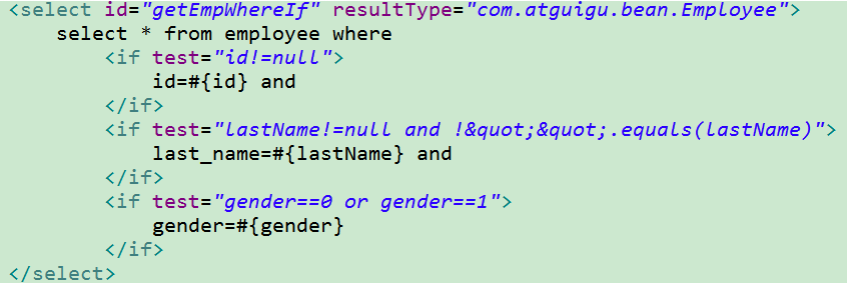 <select id="getEmpWhereIf" resultType="com.atguigu.bean.Employee">
select * from employee where
<if test="id!=null">
id=#{id} and
</if>
<if test="lastName!=null and !&quot;&quot;.equals(lastName)">
last_name=#{lastName} and
</if>
<if test="gender==0 or gender==1">
gender=#{gender}
</if>
</select>